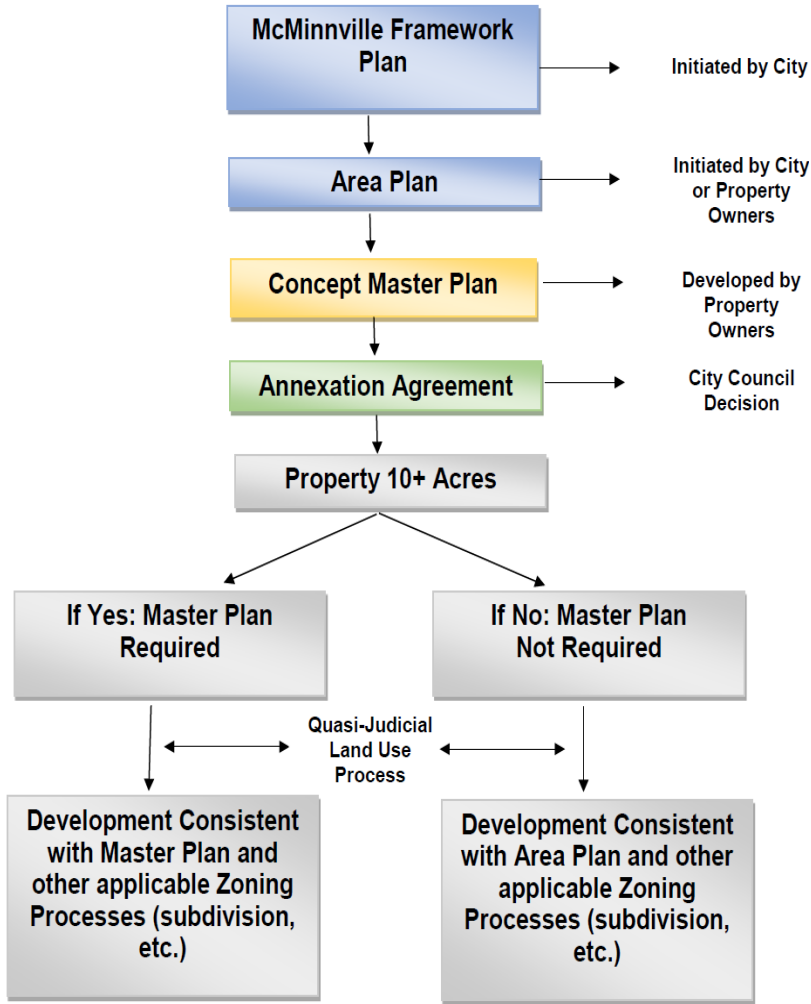 McMinnville Framework
Plan
Initiated by City
Area Plan
Initiated by City
or Property
Owners
Concept Master Plan
Developed by
Property
Owners
Annexation Agreement
City Council
Decision
Property 10+ Acres
If Yes: Master Plan
Required
If No: Master Plan
Not Required
Quasi-Judicial
Land Use
Process
Development Consistent
with Master Plan and
other applicable Zoning
Processes (subdivision,
etc.)
Development Consistent
with Area Plan and other
applicable Zoning
Processes (subdivision,
etc.)